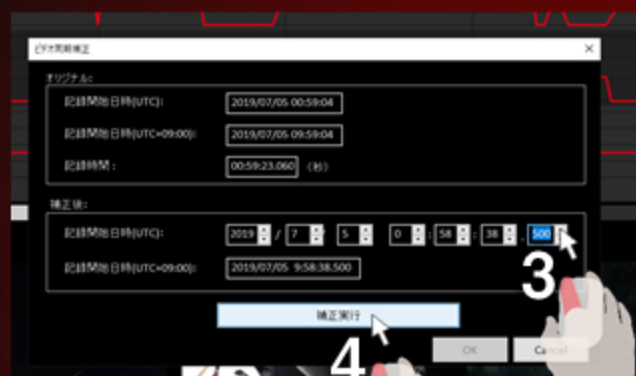 ビデオ同期補正
オリジナル:
記録開始日時(UTC): 2019/07/05 00:59:04
記録開始日時(UTC+09:00): 2019/07/05 09:59:04
記録時間: 00:59:23.060 (秒)
補正後:
記録開始日時(UTC): 2019 / 7 / 5 0 : 58 : 38 . 500
記録開始日時(UTC+09:00): 2019/07/05 9:58:38.500
3
補正実行
4
OK Cancel